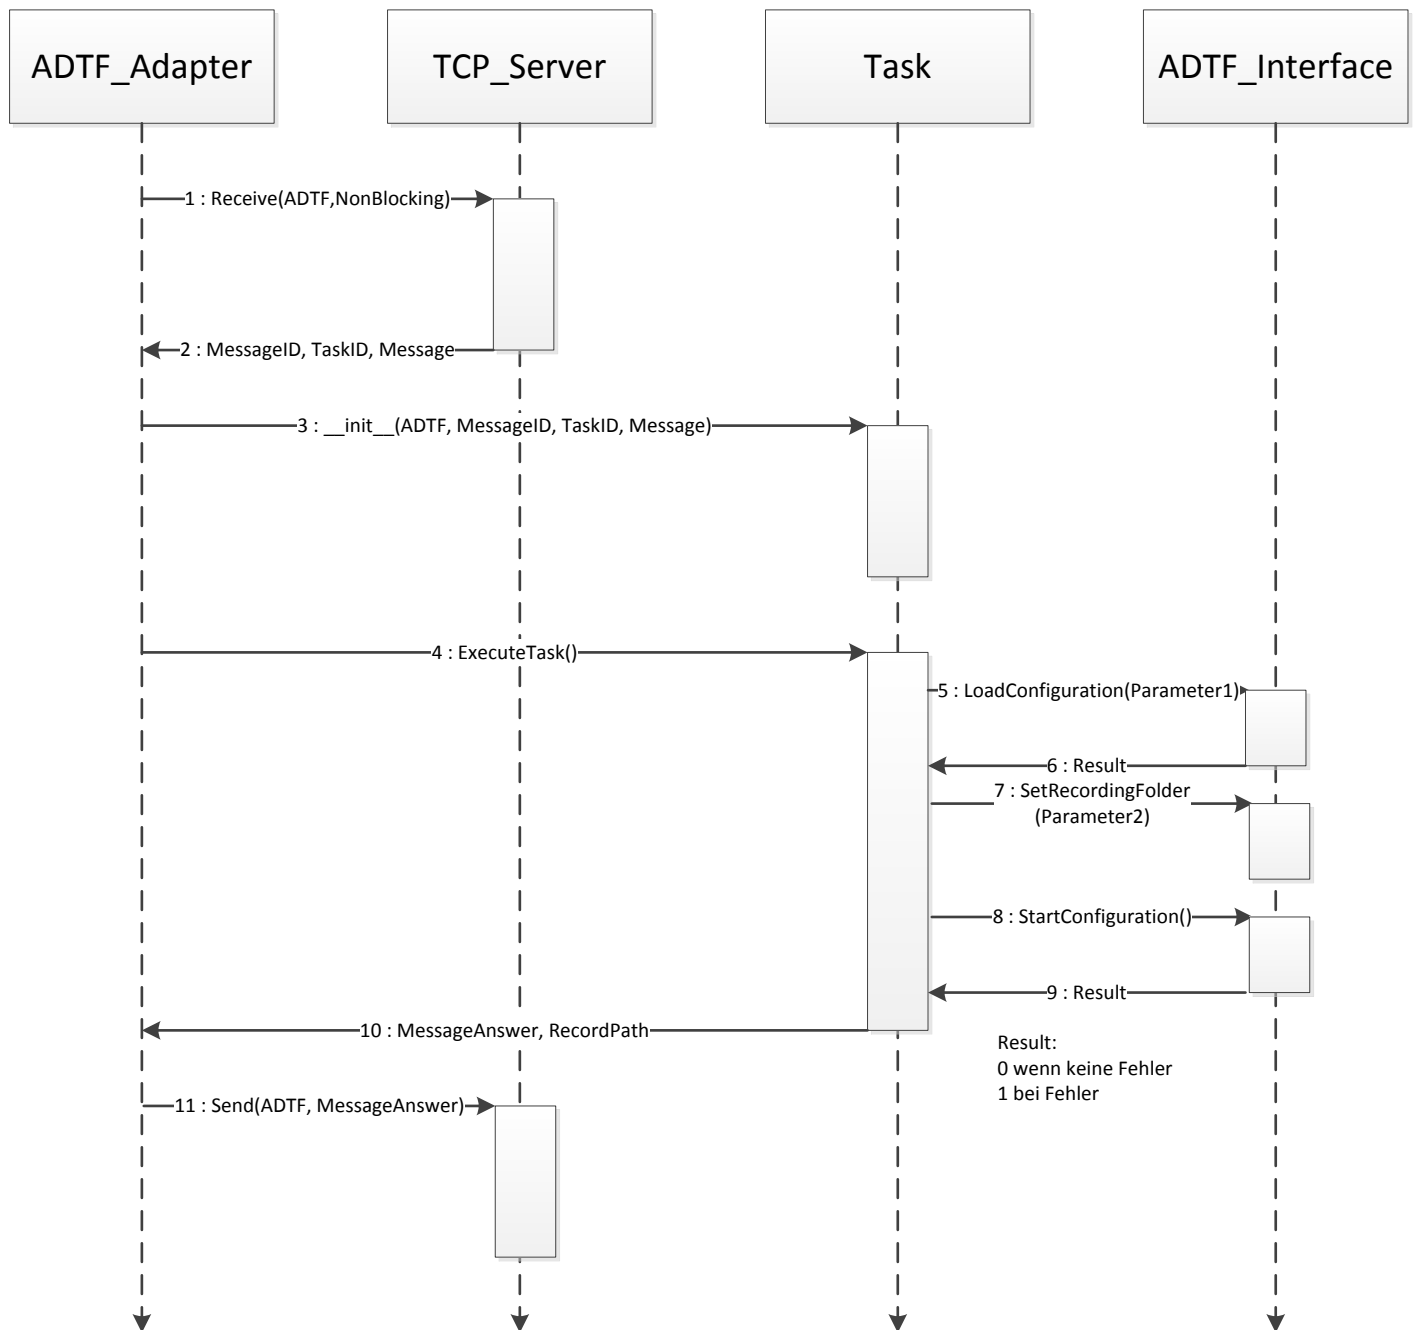 ADTF_Adapter
TCP_Server
Task
ADTF_Interface
1 : Receive(ADTF,NonBlocking)
2 : MessageID, TaskID, Message
3 : __init__(ADTF, MessageID, TaskID, Message)
4 : ExecuteTask()
5 : LoadConfiguration(Parameter1)
6 : Result
7 : SetRecordingFolder
(Parameter2)
8 : StartConfiguration()
9 : Result
10 : MessageAnswer, RecordPath
Result:
0 wenn keine Fehler
1 bei Fehler
11 : Send(ADTF, MessageAnswer)